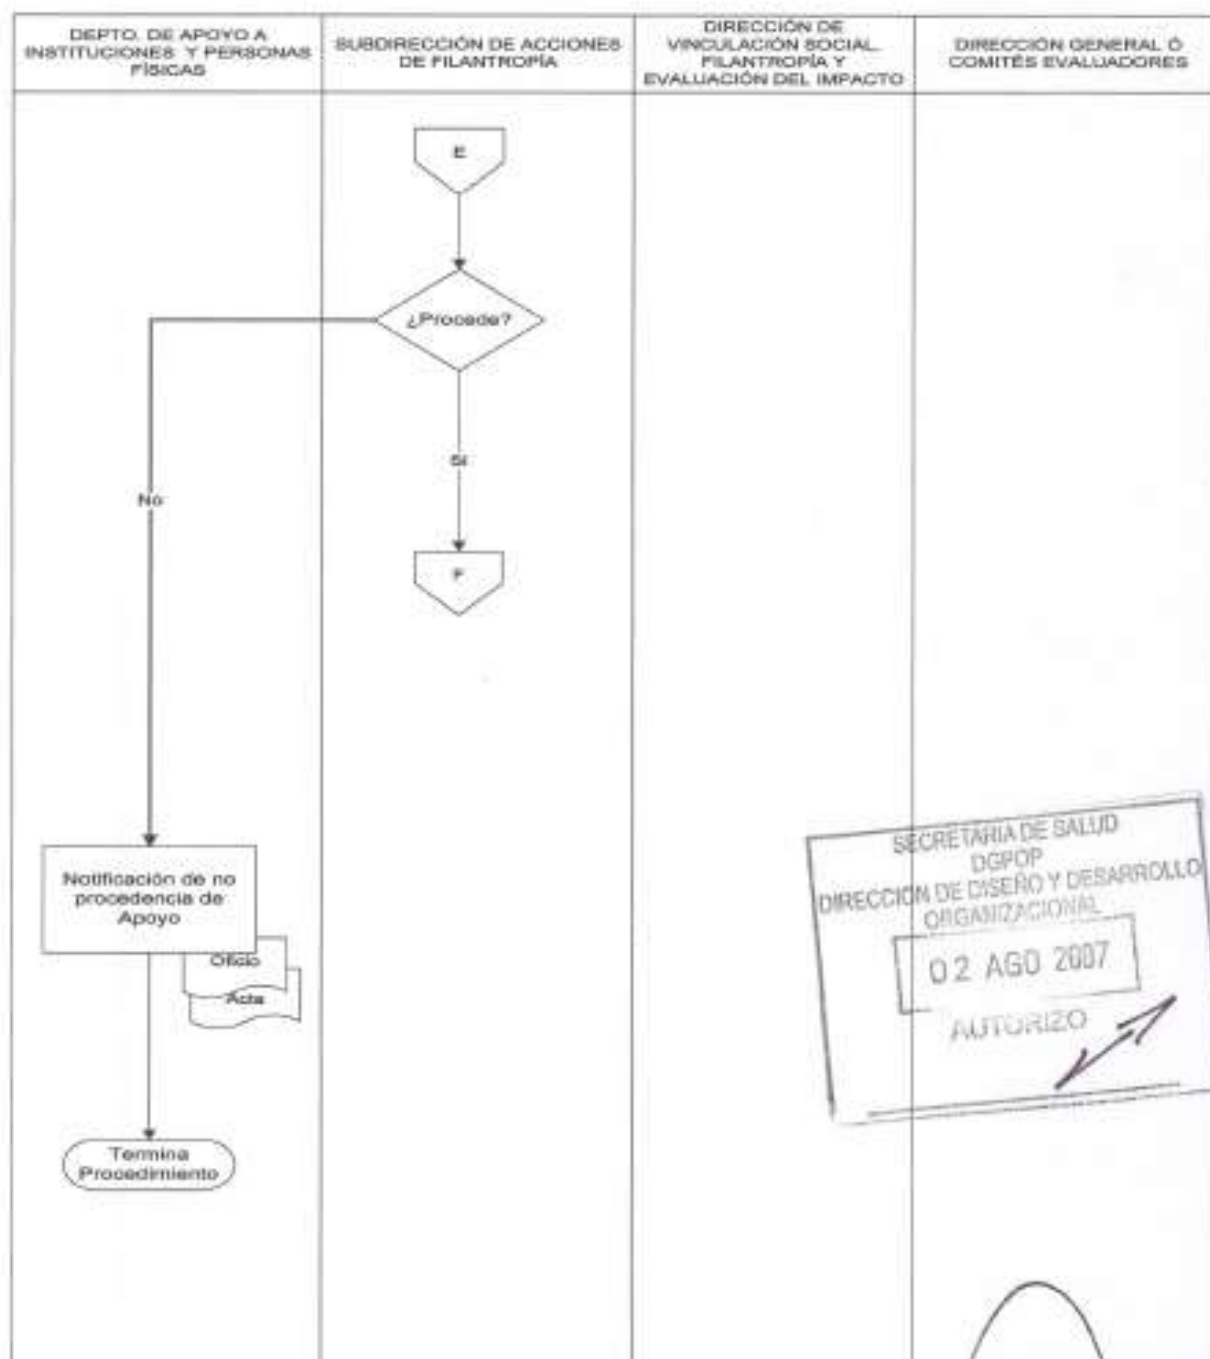 DEPTO. DE APOYO A
INSTITUCIONES Y PERSONAS
FÍSICAS
SUBDIRECCIÓN DE ACCIONES
DE FILANTROPÍA
DIRECCIÓN DE
VINCULACIÓN SOCIAL
FILANTROPÍA Y
EVALUACIÓN DEL IMPACTO
DIRECCIÓN GENERAL Ó
COMITÉS EVALUADORES
E
¿Procede?
Sí
No
F
Notificación de no
procedencia de
Apoyo
Oficio
Acta
Termina
Procedimiento
SECRETARIA DE SALUD
DGPOP
DIRECCIÓN DE DISEÑO Y DESARROLLO
ORGANIZACIONAL
02 AGO 2007
AUTORIZO